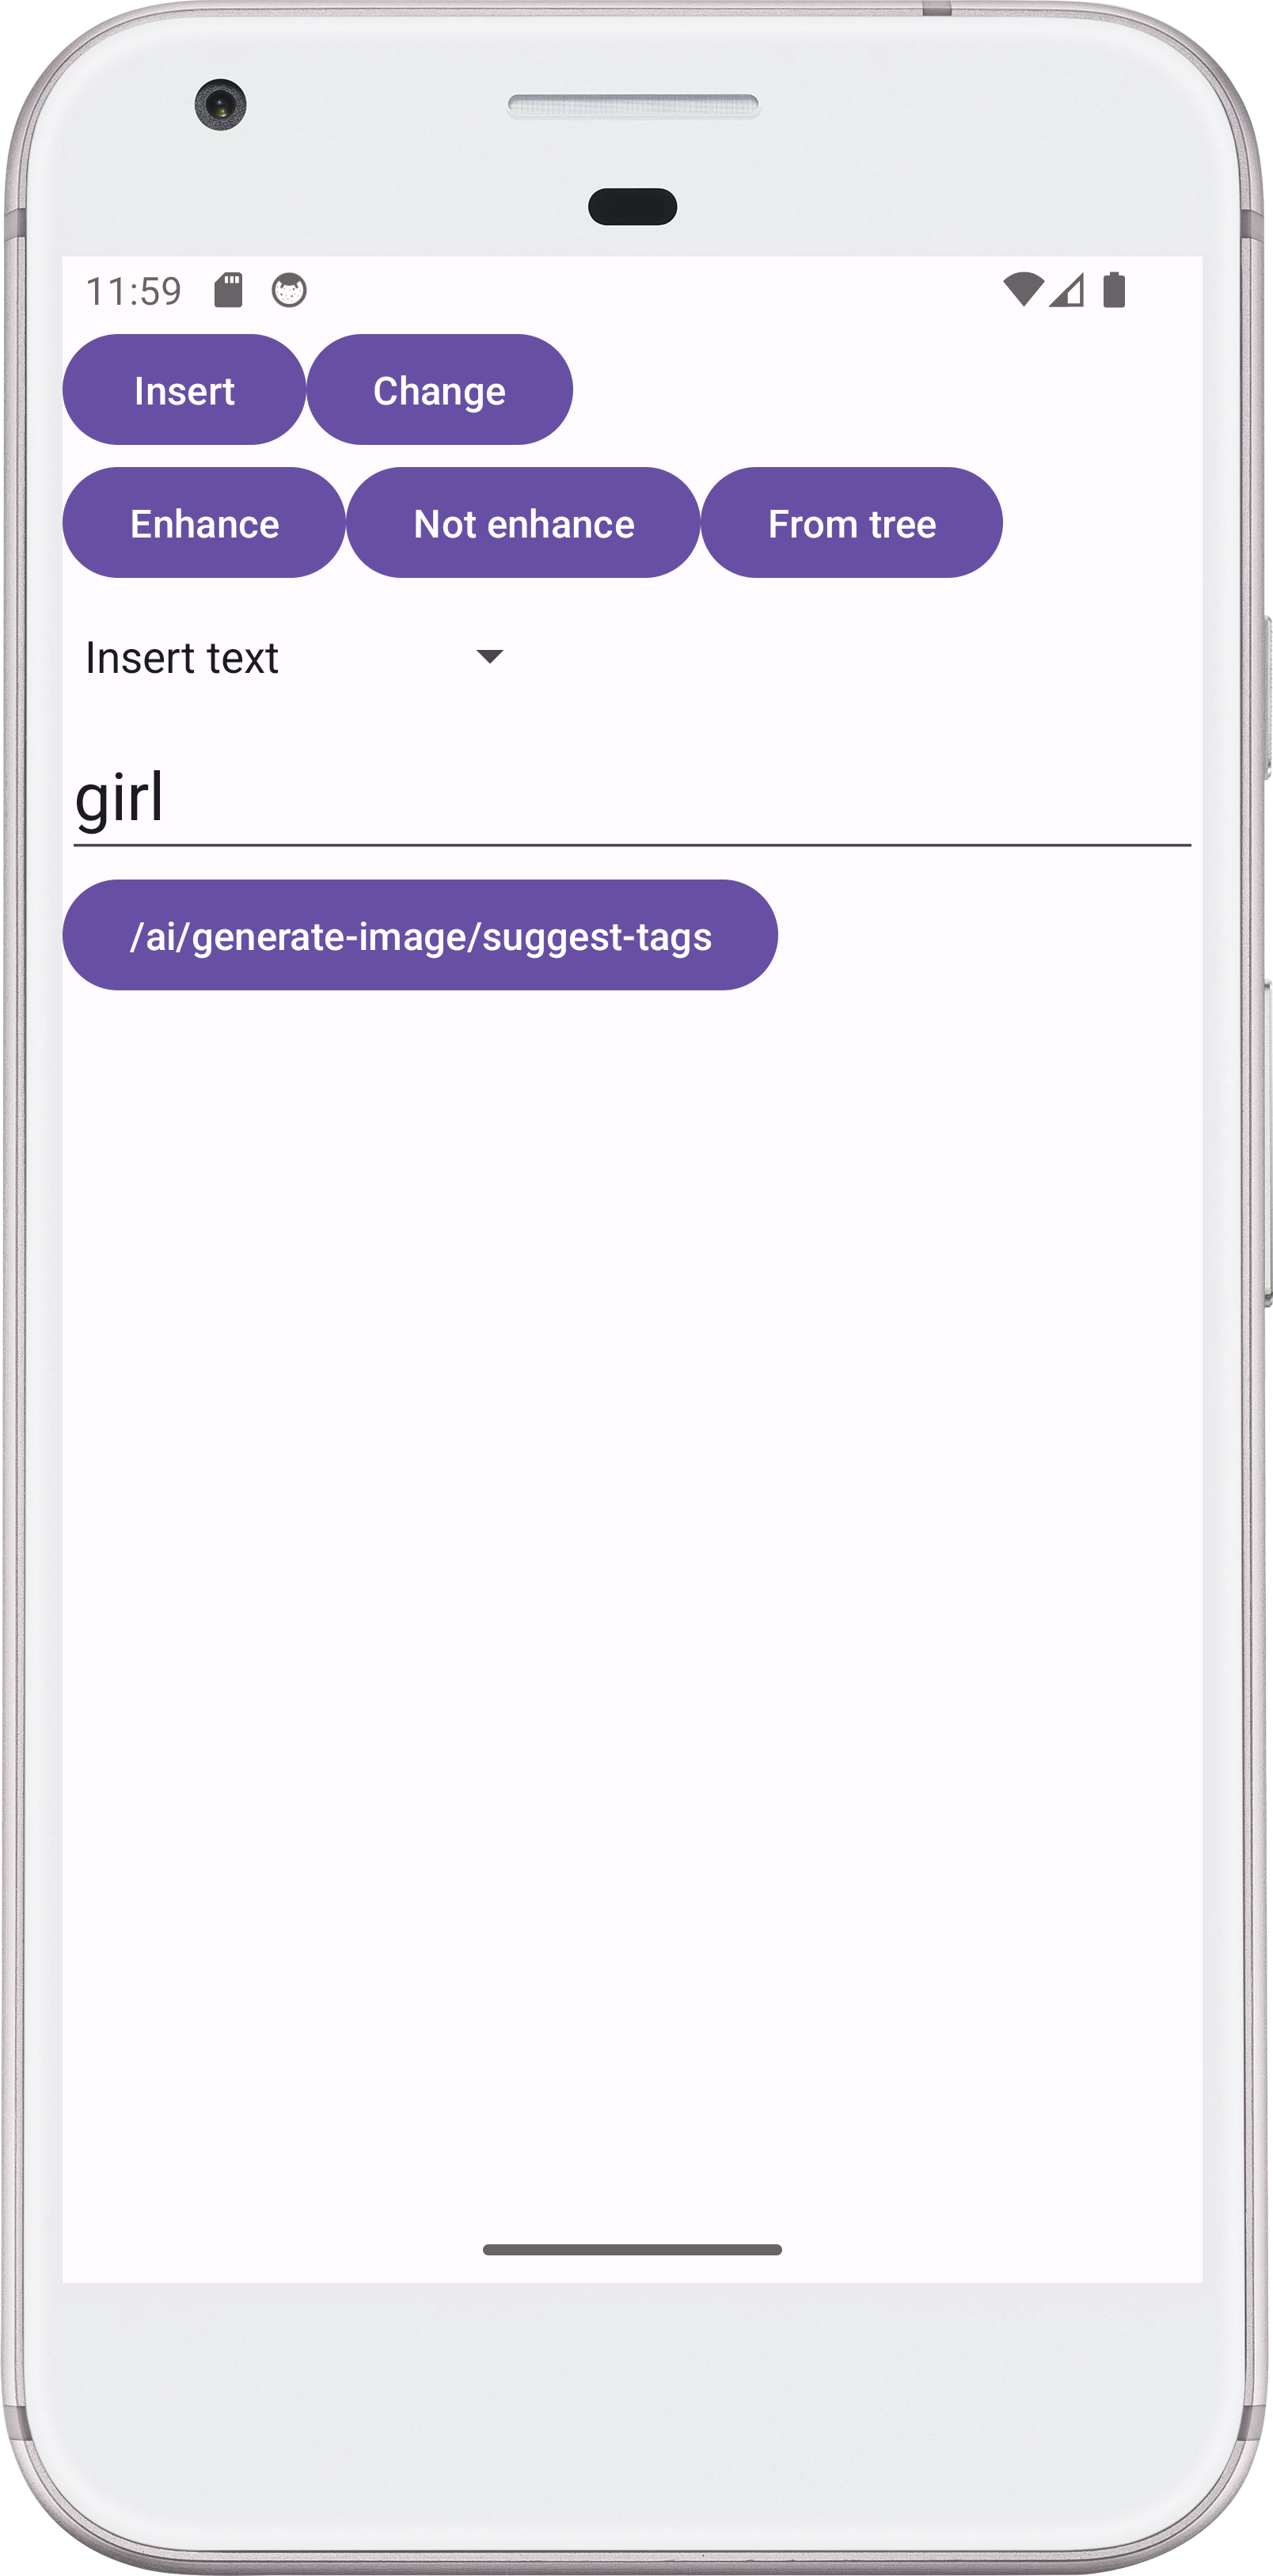 11:59
Insert Change
Enhance Not enhance From tree
Insert text
girl
/ai/generate-image/suggest-tags